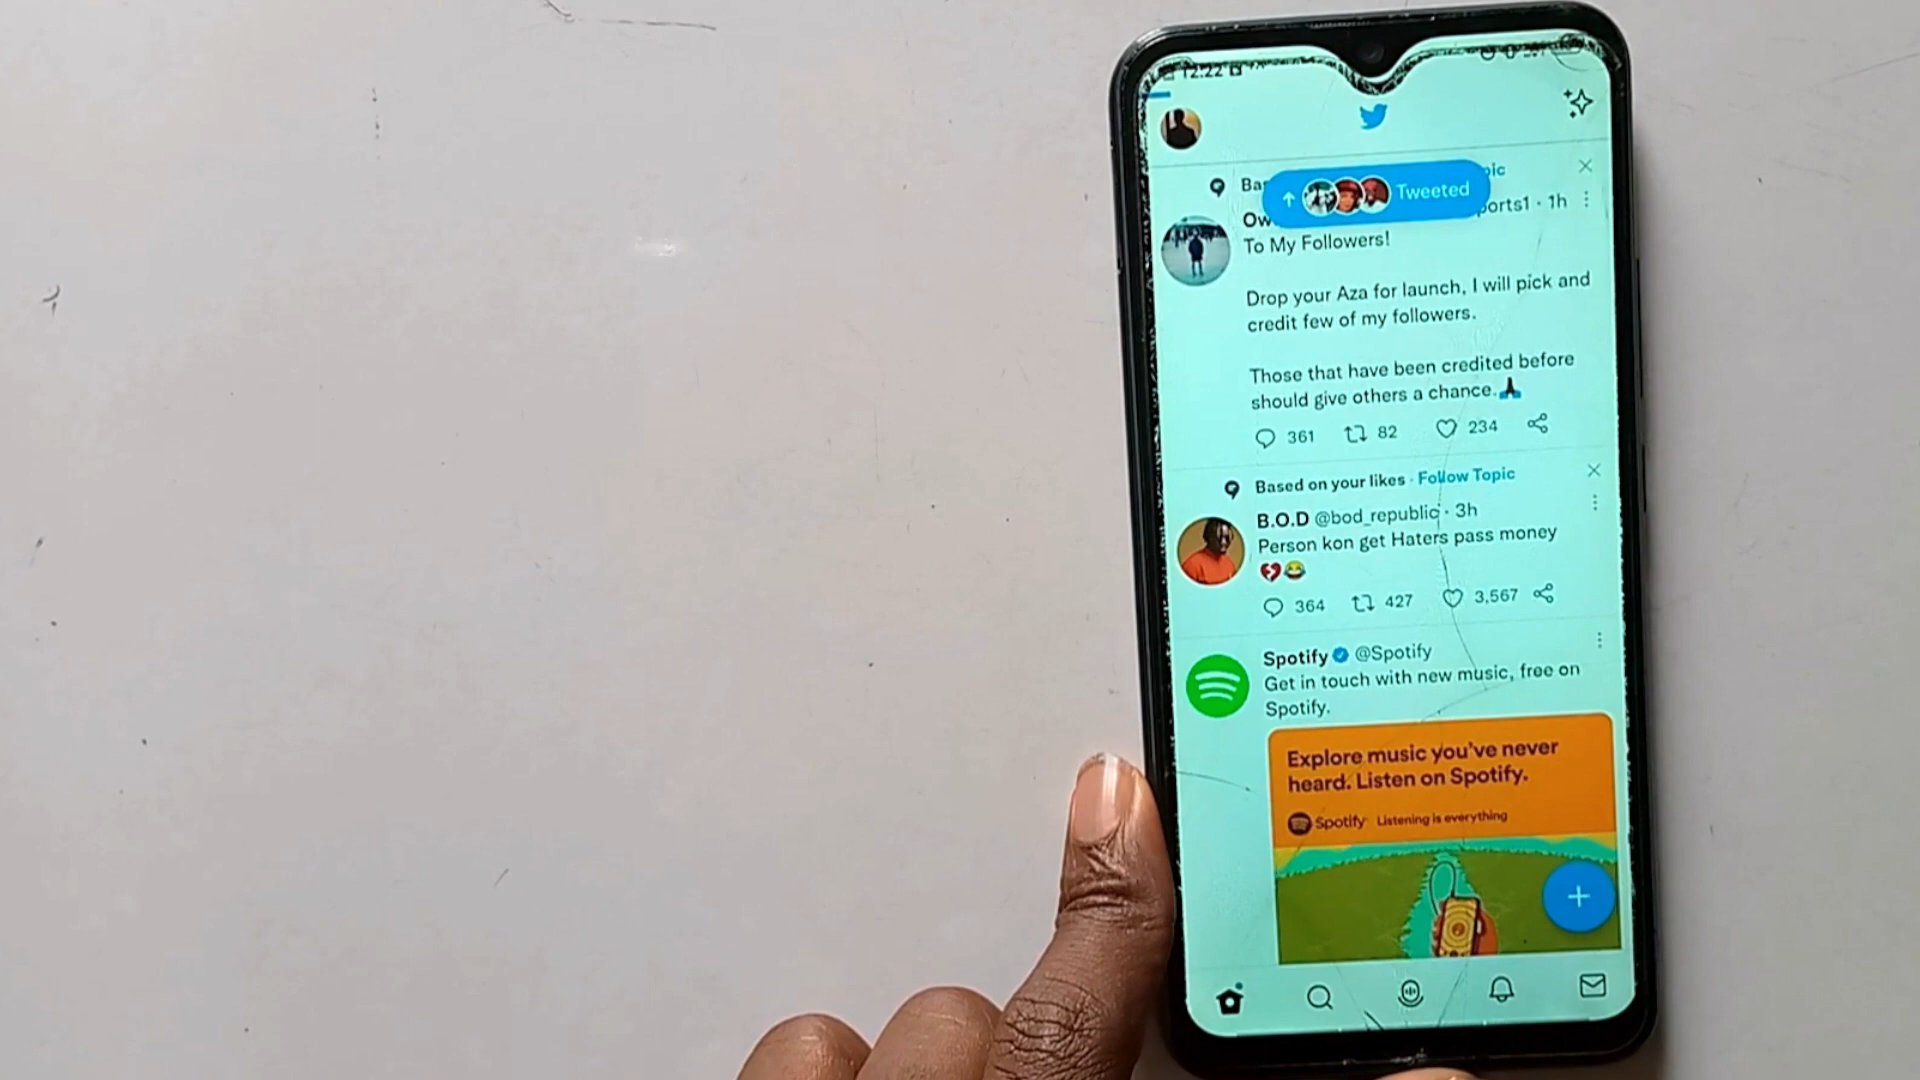 12:22
Tweeted
To My Followers!
Drop your Aza for launch, I will pick and
credit few of my followers.
Those that have been credited before
should give others a chance.🙏🏿
361 82 234
Based on your likes · Follow Topic
B.O.D @bod_republic · 3h
Person kon get Haters pass money
💔😂
364 427 3,567
Spotify @Spotify
Get in touch with new music, free on
Spotify.
Explore music you've never
heard. Listen on Spotify.
Spotify Listening is everything